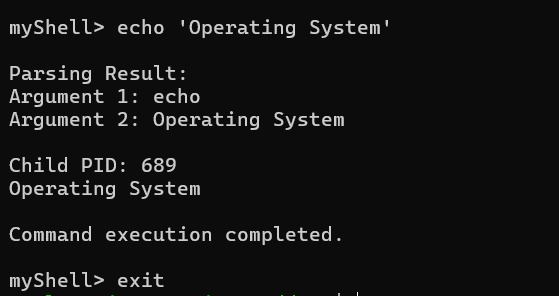 myShell> echo 'Operating System'
Parsing Result:
Argument 1: echo
Argument 2: Operating System
Child PID: 689
Operating System
Command execution completed.
myShell> exit